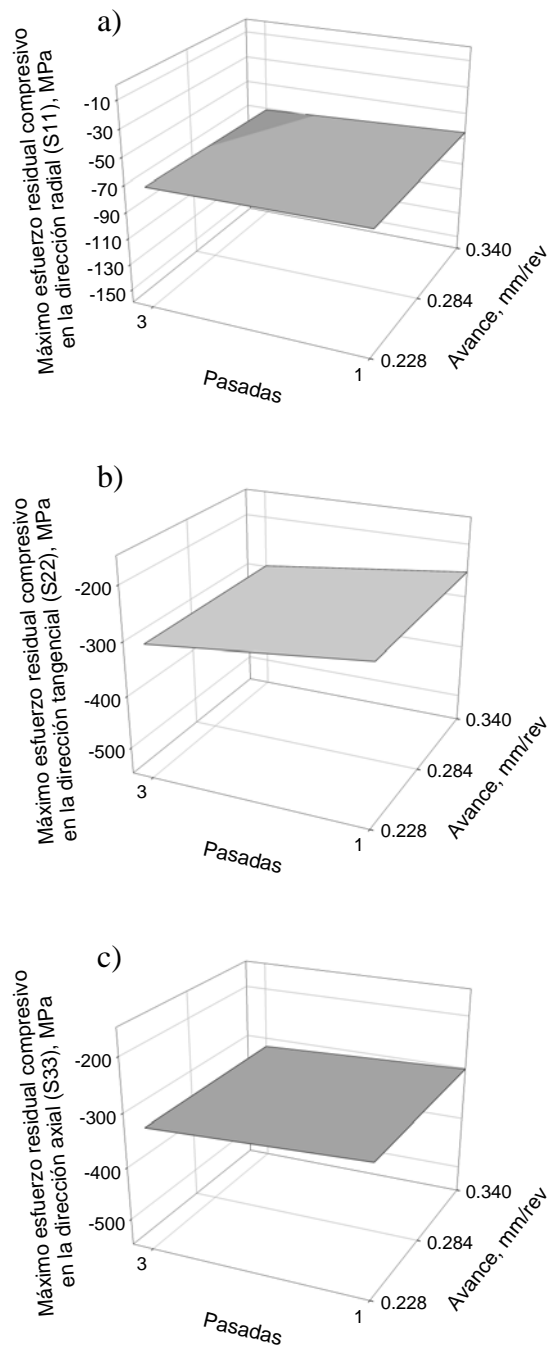 a)
Máximo esfuerzo residual compresivo
en la dirección radial (S11), MPa
-10
-30
-50
-70
-90
-110
-130
-150
3
Pasadas
1
0.228
0.284
0.340
Avance, mm/rev
b)
Máximo esfuerzo residual compresivo
en la dirección tangencial (S22), MPa
-200
-300
-400
-500
3
Pasadas
1
0.228
0.284
0.340
Avance, mm/rev
c)
Máximo esfuerzo residual compresivo
en la dirección axial (S33), MPa
-200
-300
-400
-500
3
Pasadas
1
0.228
0.284
0.340
Avance, mm/rev